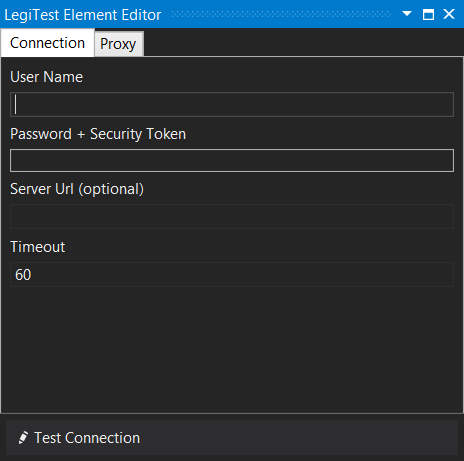 LegiTest Element Editor
Connection Proxy
User Name
Password + Security Token
Server Url (optional)
Timeout
60
Test Connection